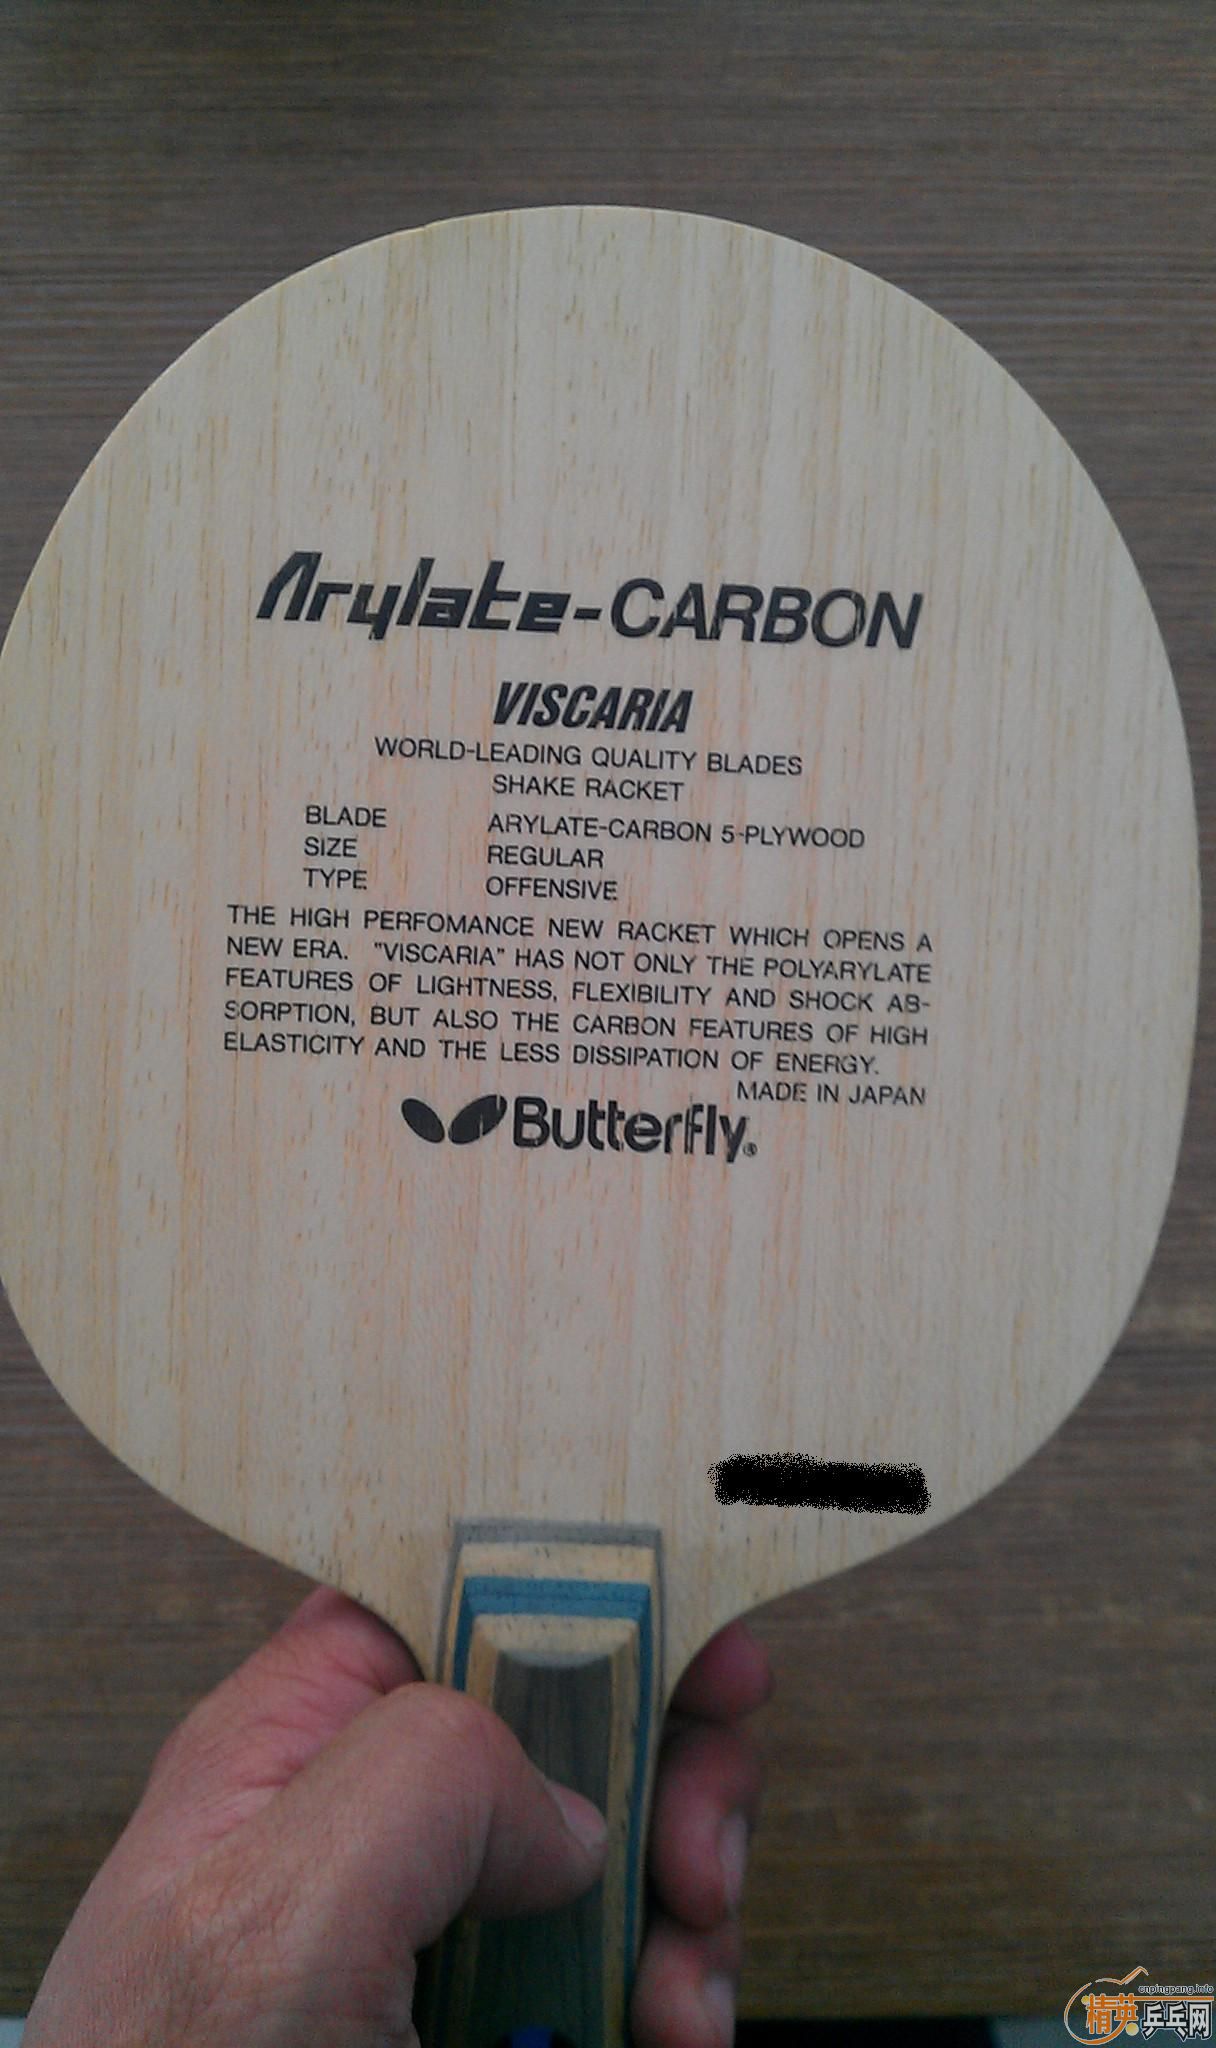 Arylate-CARBON
VISCARIA
WORLD-LEADING QUALITY BLADES
SHAKE RACKET
BLADE ARYLATE-CARBON 5-PLYWOOD
SIZE REGULAR
TYPE OFFENSIVE
THE HIGH PERFOMANCE NEW RACKET WHICH OPENS A
NEW ERA. "VISCARIA" HAS NOT ONLY THE POLYARYLATE
FEATURES OF LIGHTNESS, FLEXIBILITY AND SHOCK AB-
SORPTION, BUT ALSO THE CARBON FEATURES OF HIGH
ELASTICITY AND THE LESS DISSIPATION OF ENERGY.
MADE IN JAPAN
Butterfly®
cnpingpang.info
精英乒乓网